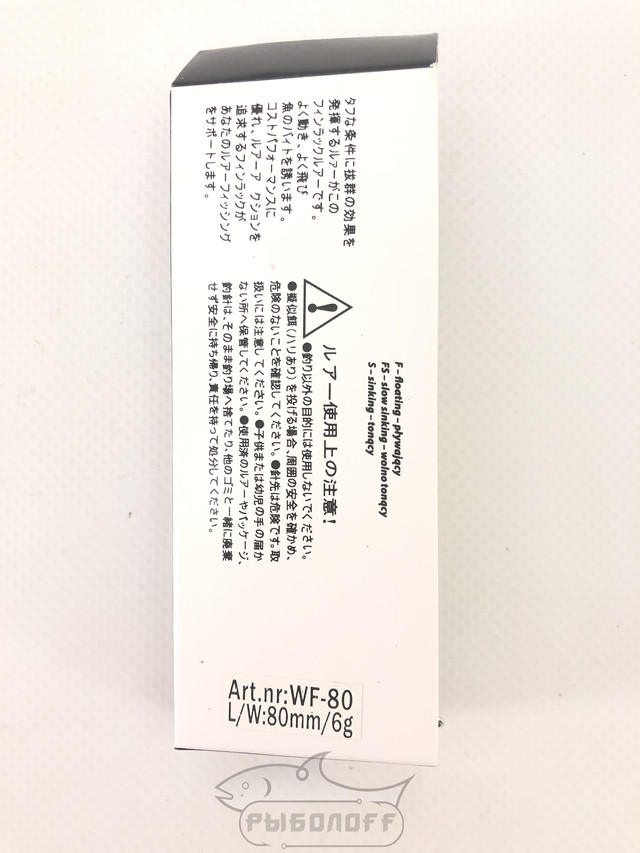 タフな条件に抜群の効果を
発揮するルアーがこの
フィンラックルアーです。
よく動き、よく飛び
魚のバイトを誘います。
コストパフォーマンスに
優れ、ルアーア クションを
追求するフィンラックが
あなたのルアーフィッシング
をサポートします。
F - floating - pływający
FS - slow sinking - wolno tonący
S - sinking - tonący
ルアー使用上の注意!
●釣り以外の目的には使用しないでください。
●擬似餌(ハリあり)を投げる場合、周囲の安全を確かめ、
危険のないことを確認してください。●針先は危険です。取
扱いには注意してください。●子供または幼児の手の届か
ない所へ保管してください。●使用済のルアーやパッケージ、
釣針は、そのまま釣り場へ捨てたり、他のゴミと一緒に廃棄
せず安全に持ち帰り、責任を持って処分してください。
Art.nr:WF-80
L/W:80mm/6g
РЫБОЛОFF